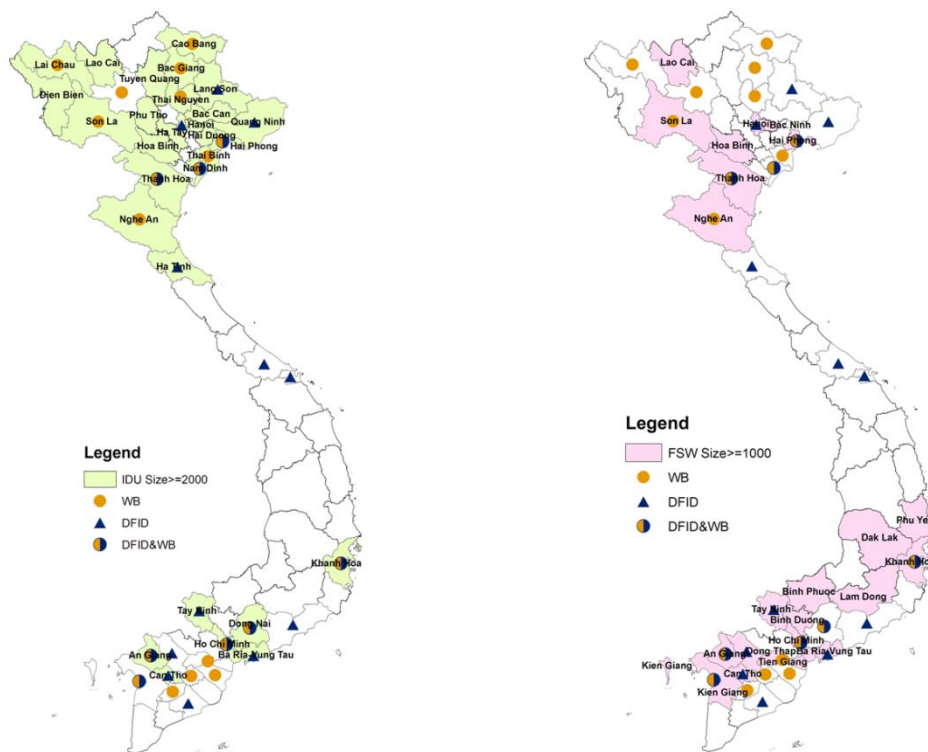 Cao Bang
Lai Chau
Lao Cai
Bac Giang
Tuyen Quang
Lang Son
Dien Bien
Thai Nguyen
Phu Tho
Bac Can
Quang Ninh
Son La
Ha Tay
Hanoi
Hai Duong
Hoa Binh
Hai Phong
Thai Binh
Nam Dinh
Thanh Hoa
Nghe An
Ha Tinh
Legend
IDU Size>=2000
WB
DFID
DFID&WB
Khanh Hoa
Tay Ninh
Dong Nai
Ho Chi Minh
Ba Ria-Vung Tau
An Giang
Can Tho
Lao Cai
Son La
Hanoi
Bac Ninh
Hoa Binh
Hai Phong
Thanh Hoa
Nghe An
Legend
FSW Size>=1000
WB
DFID
DFID&WB
Phu Ye
Dak Lak
Khanh Ho
Binh Phuoc
Lam Dong
Tay Ninh
Binh Duong
Ho Chi Minh
An Giang
Dong Thap
Ba Ria-Vung Tau
Kien Giang
Tien Giang
Can Tho
Kien Giang